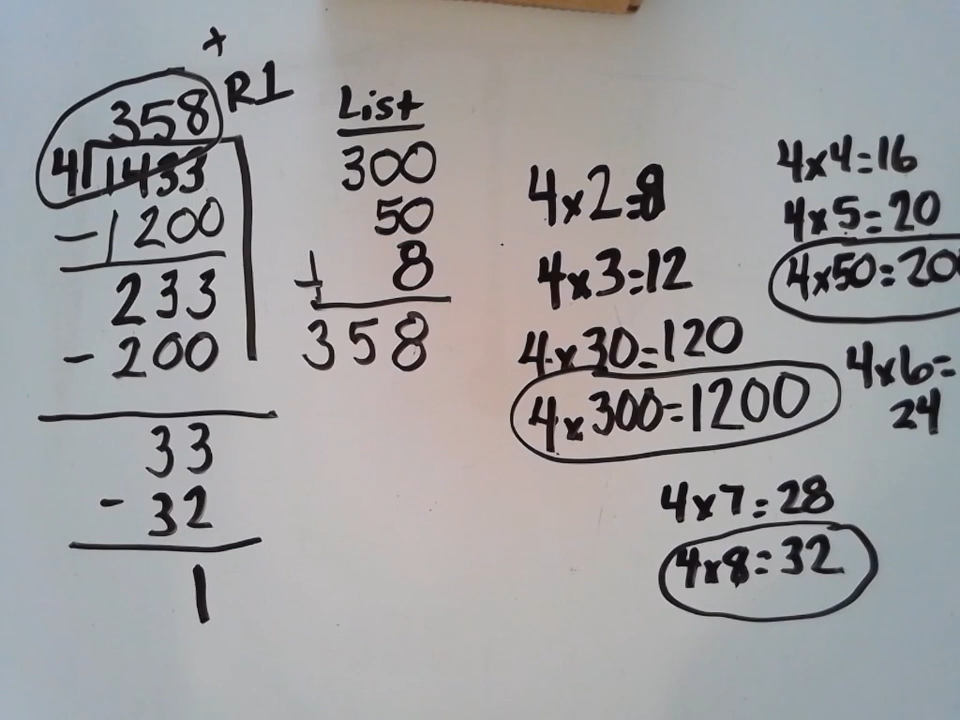 +
358 R1
4 1433
- 1200
233
- 200
33
- 32
1
List
300
50
+ 8
358
4x2=8
4x3=12
4x30=120
4x300=1200
4x4=16
4x5=20
4x50=200
4x6=
24
4x7=28
4x8=32